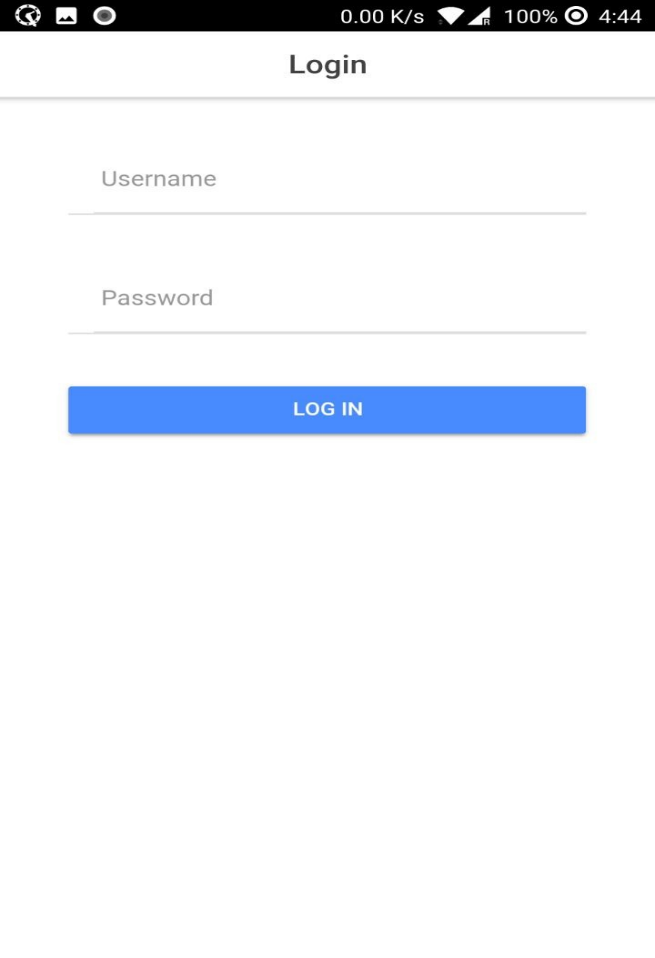 0.00 K/s R 100% 4:44
Login
Username
Password
LOG IN